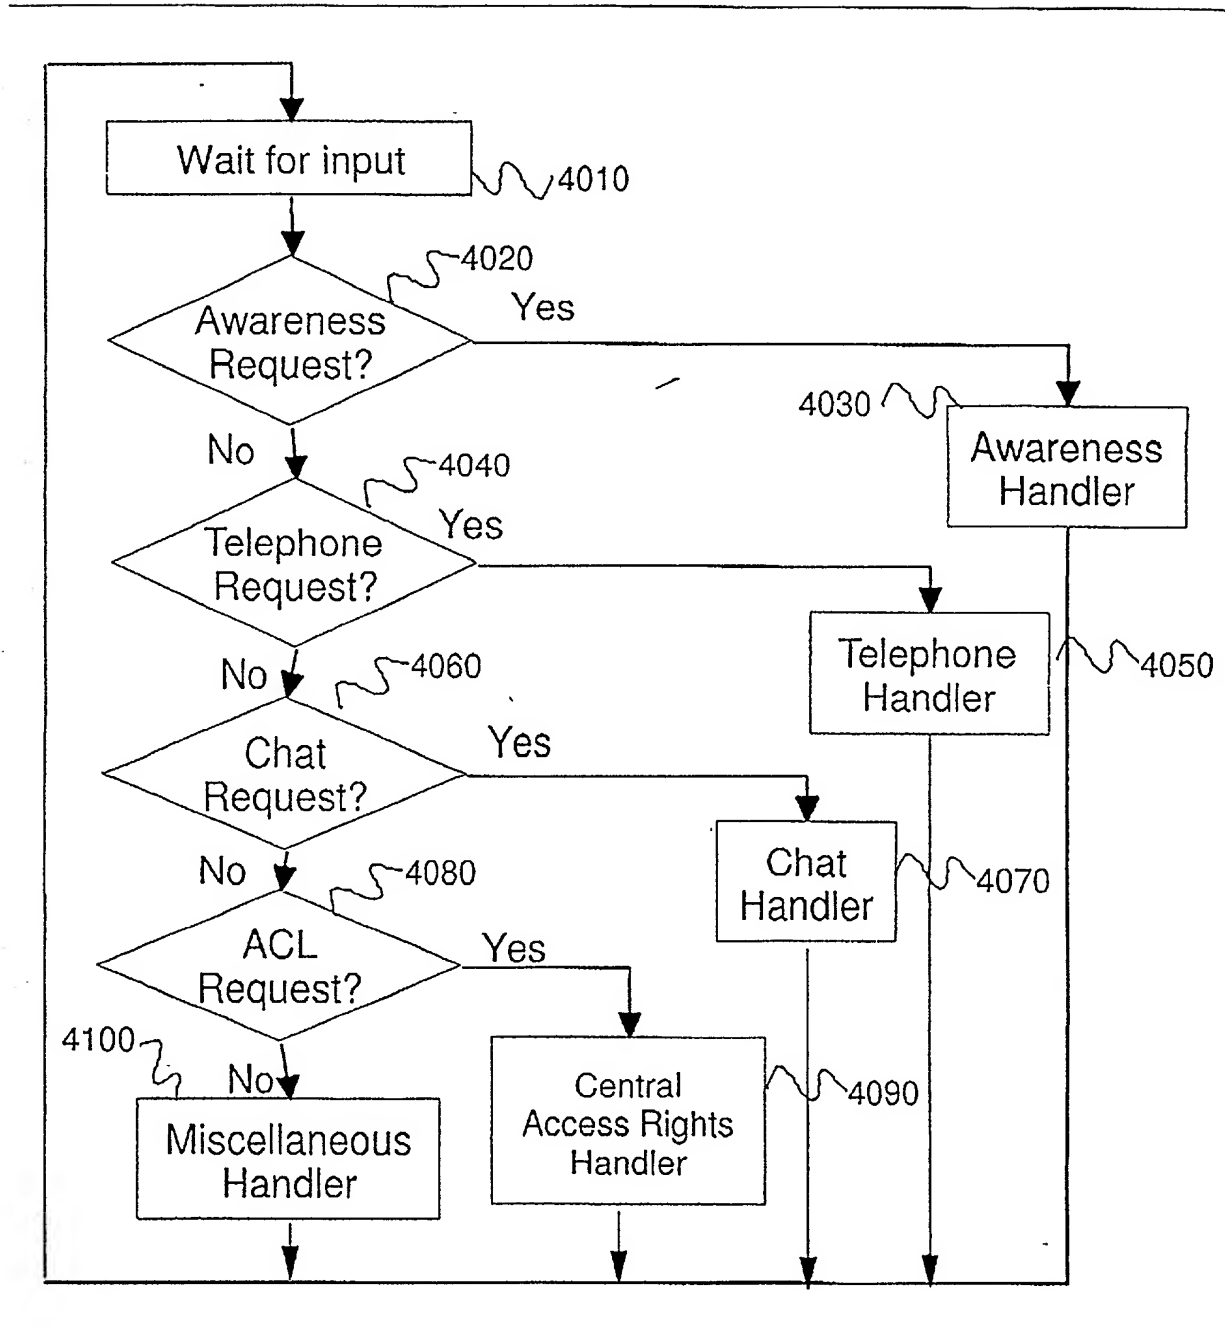 Wait for input
4010
4020
Awareness
Request?
Yes
4030
Awareness
Handler
No
4040
Telephone
Request?
Yes
Telephone
Handler
4050
No
4060
Chat
Request?
Yes
Chat
Handler
4070
No
4080
ACL
Request?
Yes
Central
Access Rights
Handler
4090
4100
No
Miscellaneous
Handler